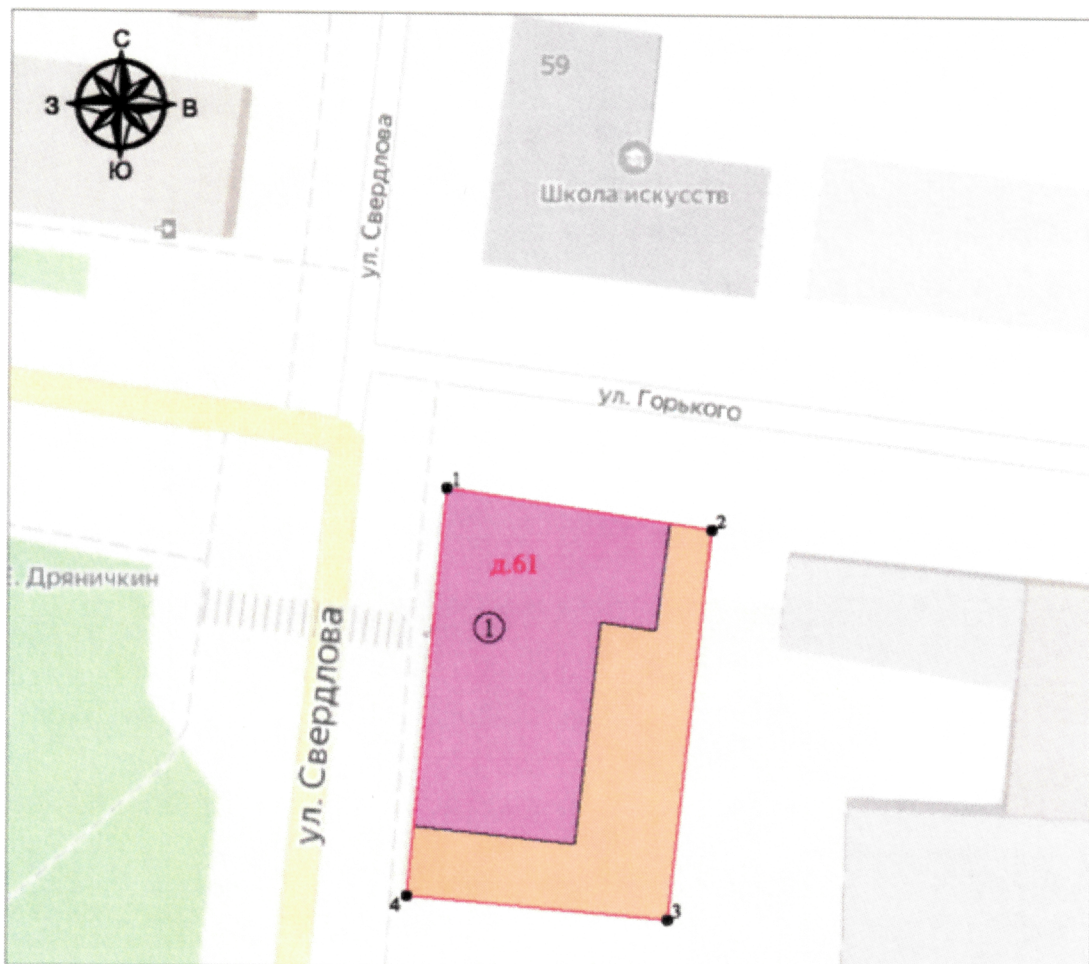 С
З
В
Ю
59
Школа искусств
ул. Свердлова
ул. Горького
1
2
д.61
1
. Дряничкин
ул. Свердлова
4
3